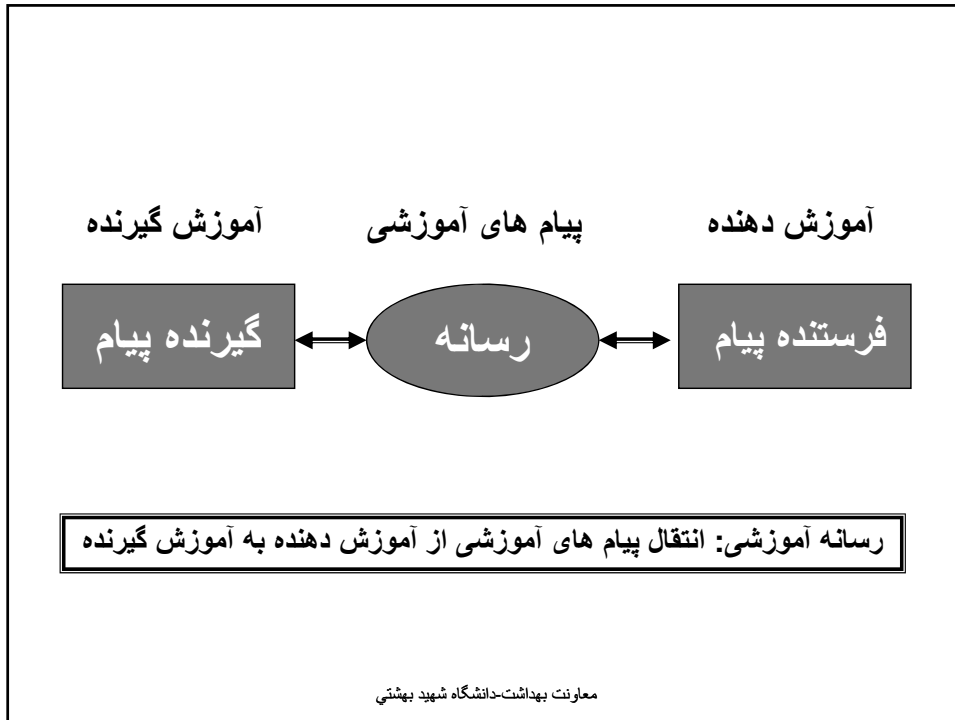 آموزش دهنده
پیام های آموزشی
آموزش گیرنده
فرستنده پیام
رسانه
گیرنده پیام
رسانه آموزشی: انتقال پیام های آموزشی از آموزش دهنده به آموزش گیرنده
معاونت بهداشت-دانشگاه شهید بهشتي